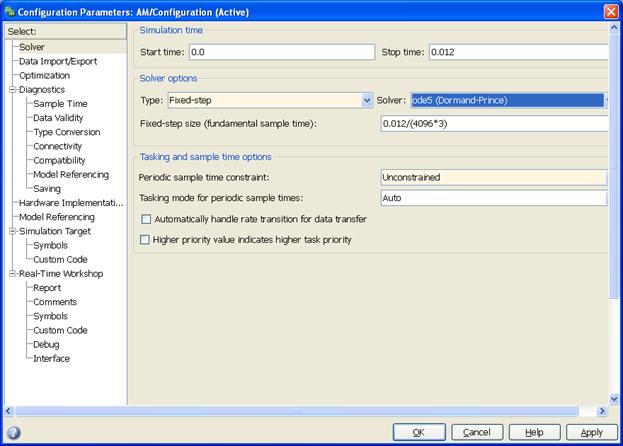 Configuration Parameters: AM/Configuration (Active)
Select:
Solver
Data Import/Export
Optimization
Diagnostics
Sample Time
Data Validity
Type Conversion
Connectivity
Compatibility
Model Referencing
Saving
Hardware Implementati...
Model Referencing
Simulation Target
Symbols
Custom Code
Real-Time Workshop
Report
Comments
Symbols
Custom Code
Debug
Interface
Simulation time
Start time: 0.0 Stop time: 0.012
Solver options
Type: Fixed-step Solver: ode5 (Dormand-Prince)
Fixed-step size (fundamental sample time): 0.012/(4096*3)
Tasking and sample time options
Periodic sample time constraint: Unconstrained
Tasking mode for periodic sample times: Auto
Automatically handle rate transition for data transfer
Higher priority value indicates higher task priority
OK Cancel Help Apply